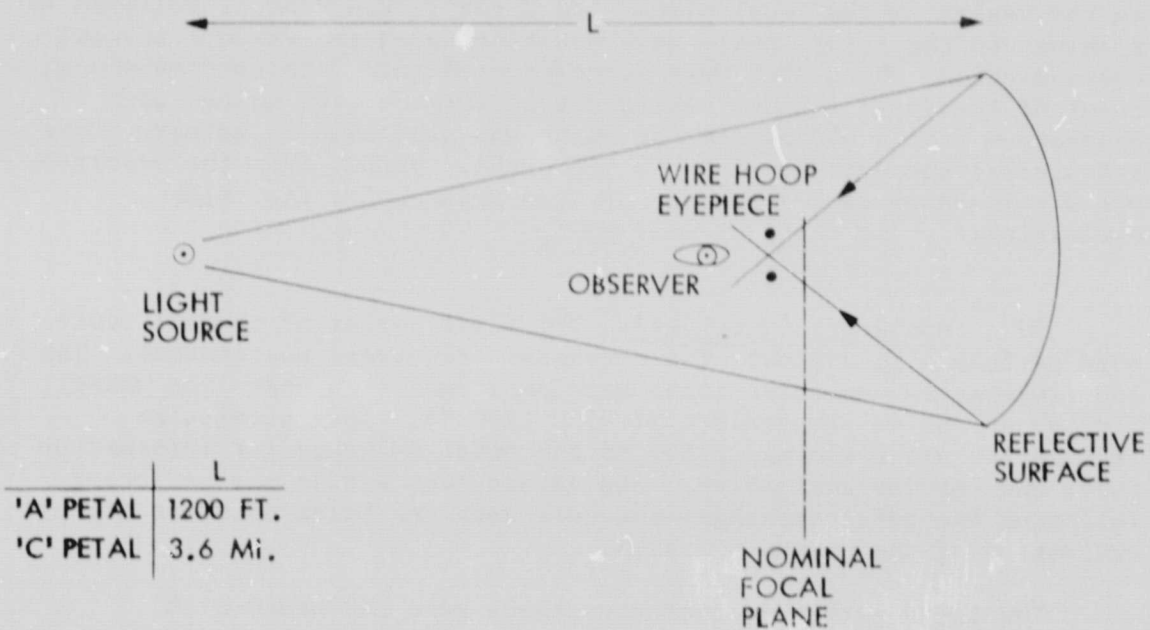 L
WIRE HOOP
EYEPIECE
OBSERVER
LIGHT
SOURCE
REFLECTIVE
SURFACE
L
'A' PETAL 1200 FT.
'C' PETAL 3.6 Mi.
NOMINAL
FOCAL
PLANE